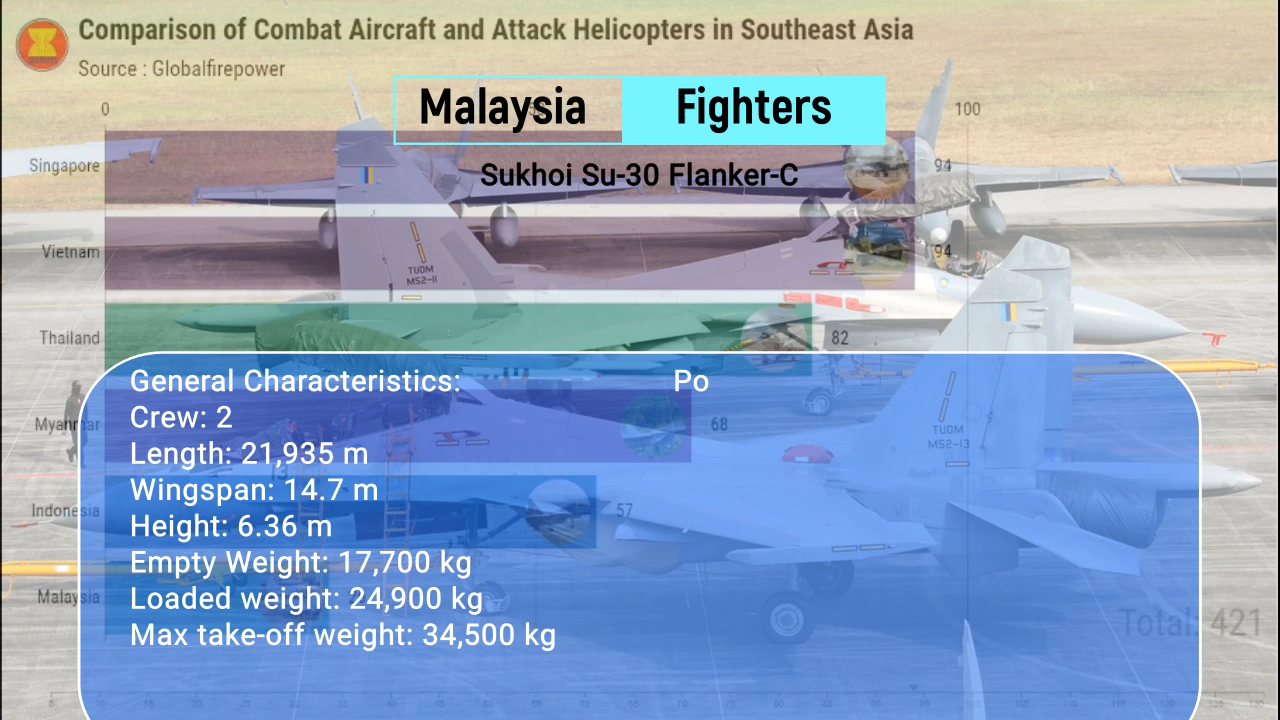 Comparison of Combat Aircraft and Attack Helicopters in Southeast Asia
Source : Globalfirepower
0
100
Malaysia Fighters
Sukhoi Su-30 Flanker-C
Singapore
94
Vietnam
94
TUDM
M52-11
Thailand
82
General Characteristics:
Po
Crew: 2
Myanmar
68
Length: 21,935 m
TUDM
M52-13
Wingspan: 14.7 m
Indonesia
57
Height: 6.36 m
Empty Weight: 17,700 kg
Malaysia
Loaded weight: 24,900 kg
Total: 421
Max take-off weight: 34,500 kg